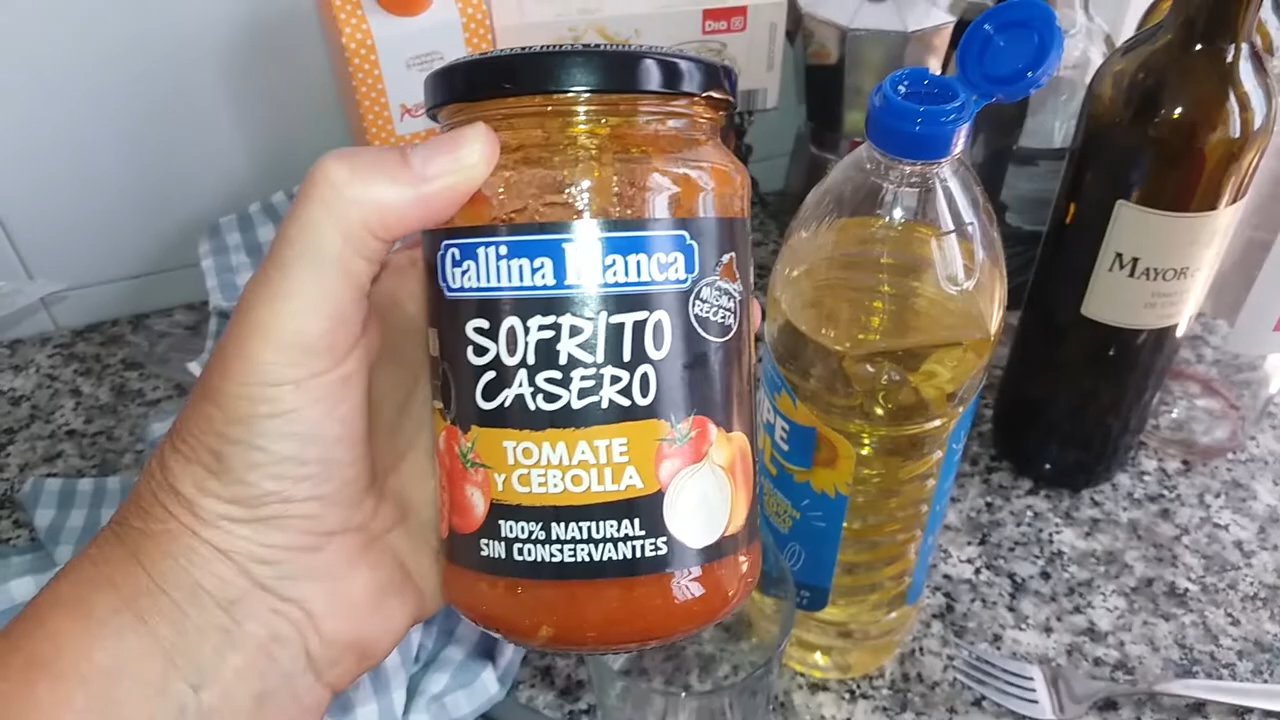 Dia
Gallina Blanca
MISMA
RECETA
SOFRITO
CASERO
TOMATE
Y CEBOLLA
100% NATURAL
SIN CONSERVANTES
MAYOR